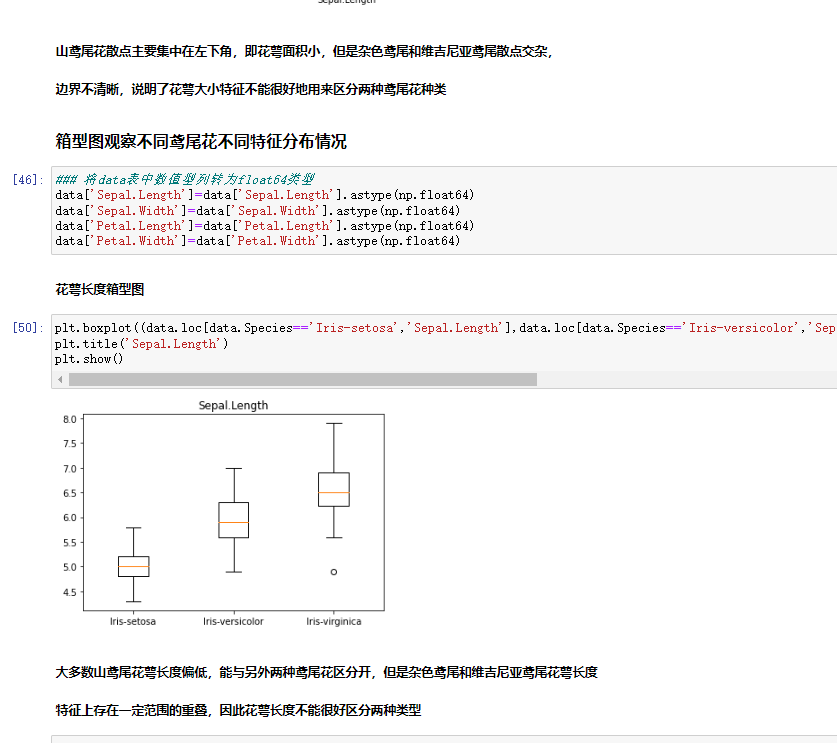 Sepal.Length
山鸢尾花散点主要集中在左下角，即花萼面积小，但是杂色鸢尾和维吉尼亚鸢尾散点交杂，
边界不清晰，说明了花萼大小特征不能很好地用来区分两种鸢尾花种类
箱型图观察不同鸢尾花不同特征分布情况
[46]: ### 将data表中数值型列转为float64类型
data['Sepal.Length']=data['Sepal.Length'].astype(np.float64)
data['Sepal.Width']=data['Sepal.Width'].astype(np.float64)
data['Petal.Length']=data['Petal.Length'].astype(np.float64)
data['Petal.Width']=data['Petal.Width'].astype(np.float64)
花萼长度箱型图
[50]: plt.boxplot((data.loc[data.Species=='Iris-setosa','Sepal.Length'],data.loc[data.Species=='Iris-versicolor','Sep
plt.title('Sepal.Length')
plt.show()
Sepal.Length
8.0
7.5
7.0
6.5
6.0
5.5
5.0
4.5
Iris-setosa Iris-versicolor Iris-virginica
大多数山鸢尾花萼长度偏低，能与另外两种鸢尾花区分开，但是杂色鸢尾和维吉尼亚鸢尾花萼长度
特征上存在一定范围的重叠，因此花萼长度不能很好区分两种类型